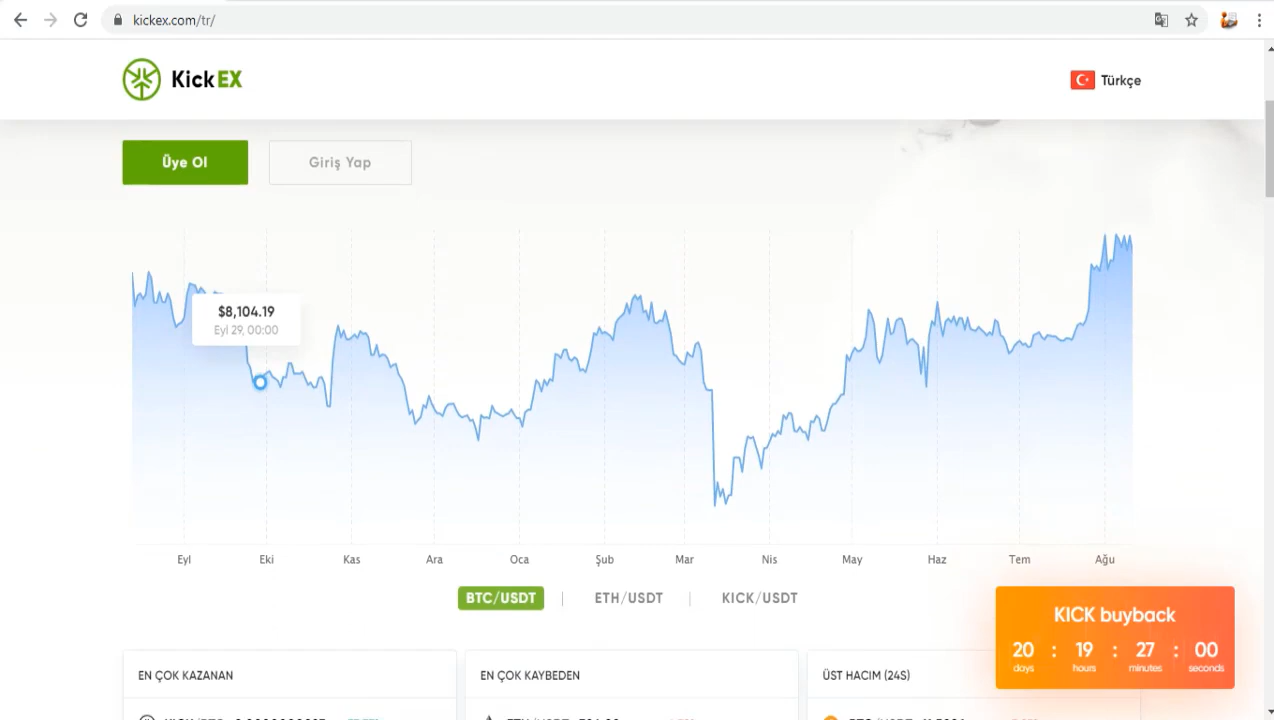 kickex.com/tr/
KickEX
Türkçe
Üye Ol
Giriş Yap
$8,104.19
Eyl 29, 00:00
Eyl Eki Kas Ara Oca Şub Mar Nis May Haz Tem Ağu
BTC/USDT | ETH/USDT | KICK/USDT
KICK buyback
20 : 19 : 27 : 00
days hours minutes seconds
EN ÇOK KAZANAN
EN ÇOK KAYBEDEN
ÜST HACIM (24S)